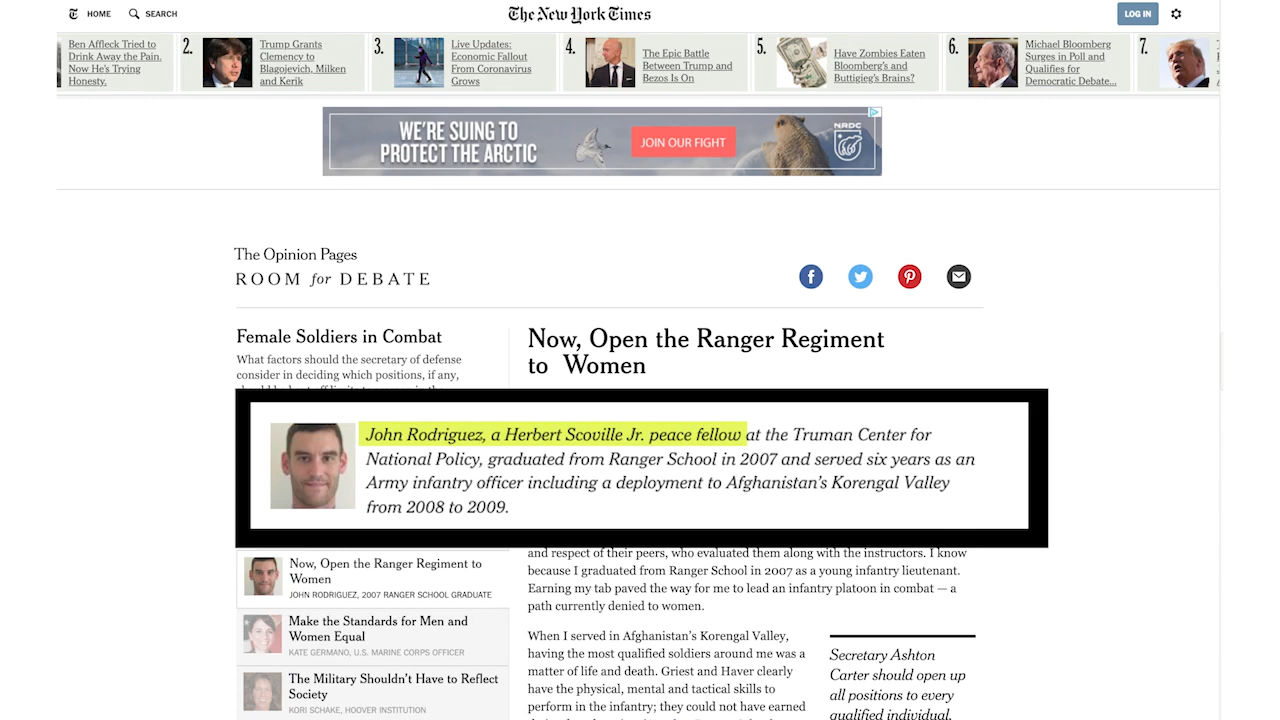 HOME
SEARCH
The New York Times
LOG IN
Ben Affleck Tried to
Drink Away the Pain.
Now He's Trying
Honesty.
2.
Trump Grants
Clemency to
Blagojevich, Milken
and Kerik
3.
Live Updates:
Economic Fallout
From Coronavirus
Grows
4.
The Epic Battle
Between Trump and
Bezos Is On
5.
Have Zombies Eaten
Bloomberg's and
Buttigieg's Brains?
6.
Michael Bloomberg
Surges in Poll and
Qualifies for
Democratic Debate...
7.
WE'RE SUING TO
PROTECT THE ARCTIC
JOIN OUR FIGHT
NRDC
The Opinion Pages
ROOM for DEBATE
Female Soldiers in Combat
What factors should the secretary of defense
consider in deciding which positions, if any,
Now, Open the Ranger Regiment
to Women
John Rodriguez, a Herbert Scoville Jr. peace fellow at the Truman Center for
National Policy, graduated from Ranger School in 2007 and served six years as an
Army infantry officer including a deployment to Afghanistan's Korengal Valley
from 2008 to 2009.
Now, Open the Ranger Regiment to
Women
JOHN RODRIGUEZ, 2007 RANGER SCHOOL GRADUATE
Make the Standards for Men and
Women Equal
KATE GERMANO, U.S. MARINE CORPS OFFICER
The Military Shouldn't Have to Reflect
Society
KORI SCHAKE, HOOVER INSTITUTION
and respect of their peers, who evaluated them along with the instructors. I know
because I graduated from Ranger School in 2007 as a young infantry lieutenant.
Earning my tab paved the way for me to lead an infantry platoon in combat — a
path currently denied to women.
When I served in Afghanistan's Korengal Valley,
having the most qualified soldiers around me was a
matter of life and death. Griest and Haver clearly
have the physical, mental and tactical skills to
perform in the infantry; they could not have earned
Secretary Ashton
Carter should open up
all positions to every
qualified individual.